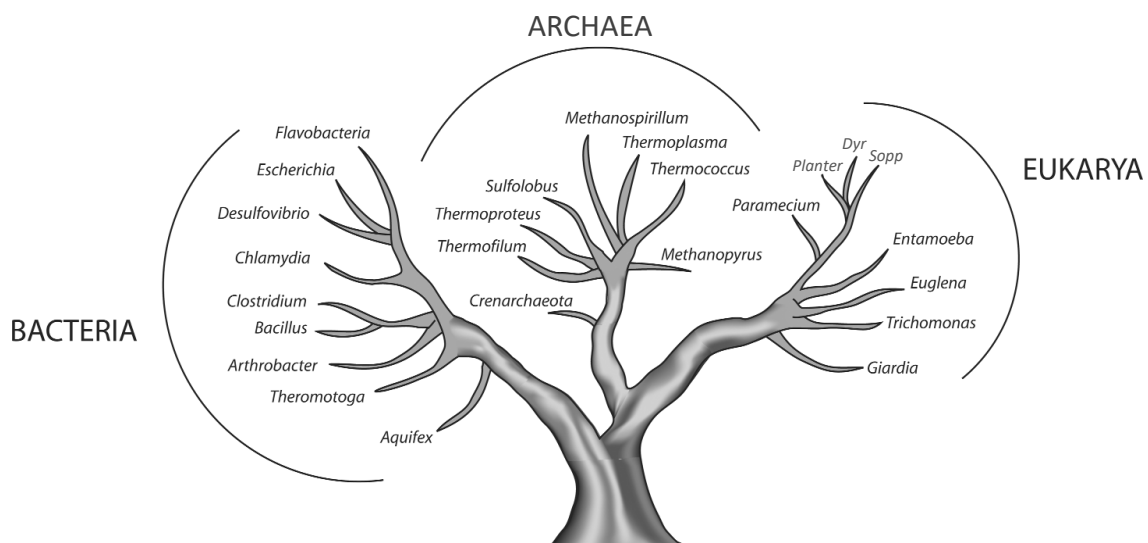 ARCHAEA
BACTERIA
Flavobacteria
Escherichia
Desulfovibrio
Chlamydia
Clostridium
Bacillus
Arthrobacter
Theromotoga
Aquifex
Methanospirillum
Thermoplasma
Thermococcus
Sulfolobus
Thermoproteus
Thermofilum
Methanopyrus
Crenarchaeota
EUKARYA
Dyr
Planter
Sopp
Paramecium
Entamoeba
Euglena
Trichomonas
Giardia